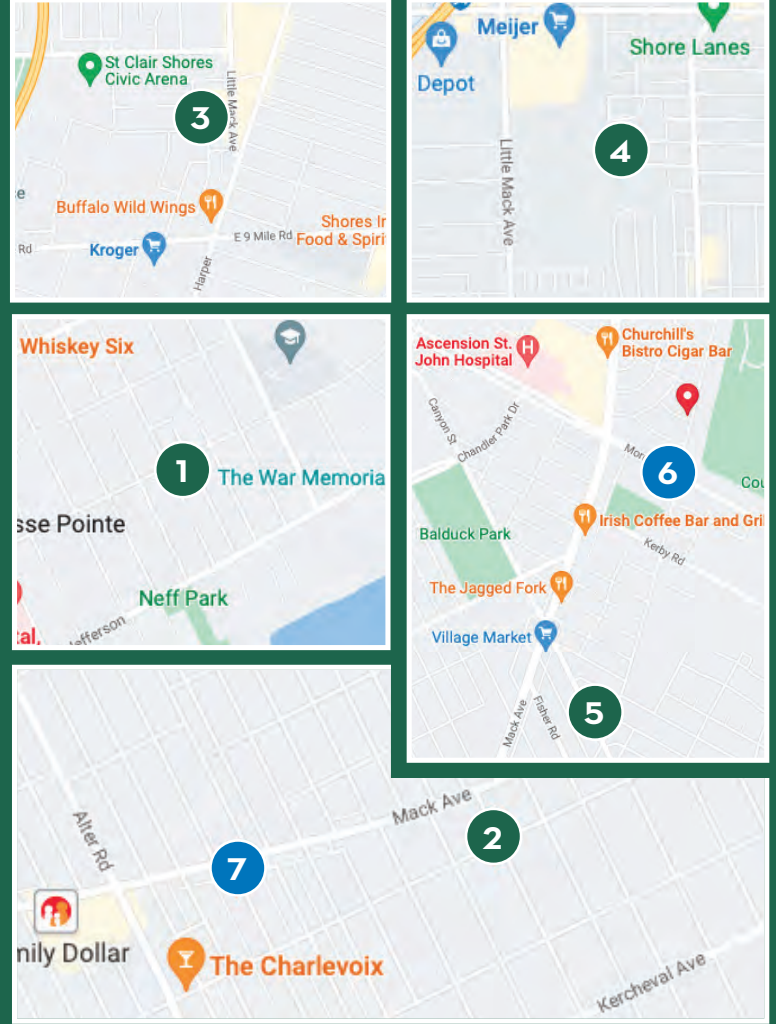 St Clair Shores
Civic Arena
Little Mack Ave
3
Buffalo Wild Wings
Shores In
Food & Spirit
E 9 Mile Rd
Rd
Kroger
Harper
e
Meijer
Depot
Shore Lanes
4
Little Mack Ave
Whiskey Six
1
The War Memoria
sse Pointe
Neff Park
efferson
tal,
Ascension St.
John Hospital
H
Churchill's
Bistro Cigar Bar
Canyon St
Chandler Park Dr
Mor
6
Cou
Irish Coffee Bar and Gril
Balduck Park
Kerby Rd
The Jagged Fork
Village Market
5
Mack Ave
Fisher Rd
Alter Rd
Mack Ave
2
7
mily Dollar
The Charlevoix
Kercheval Ave